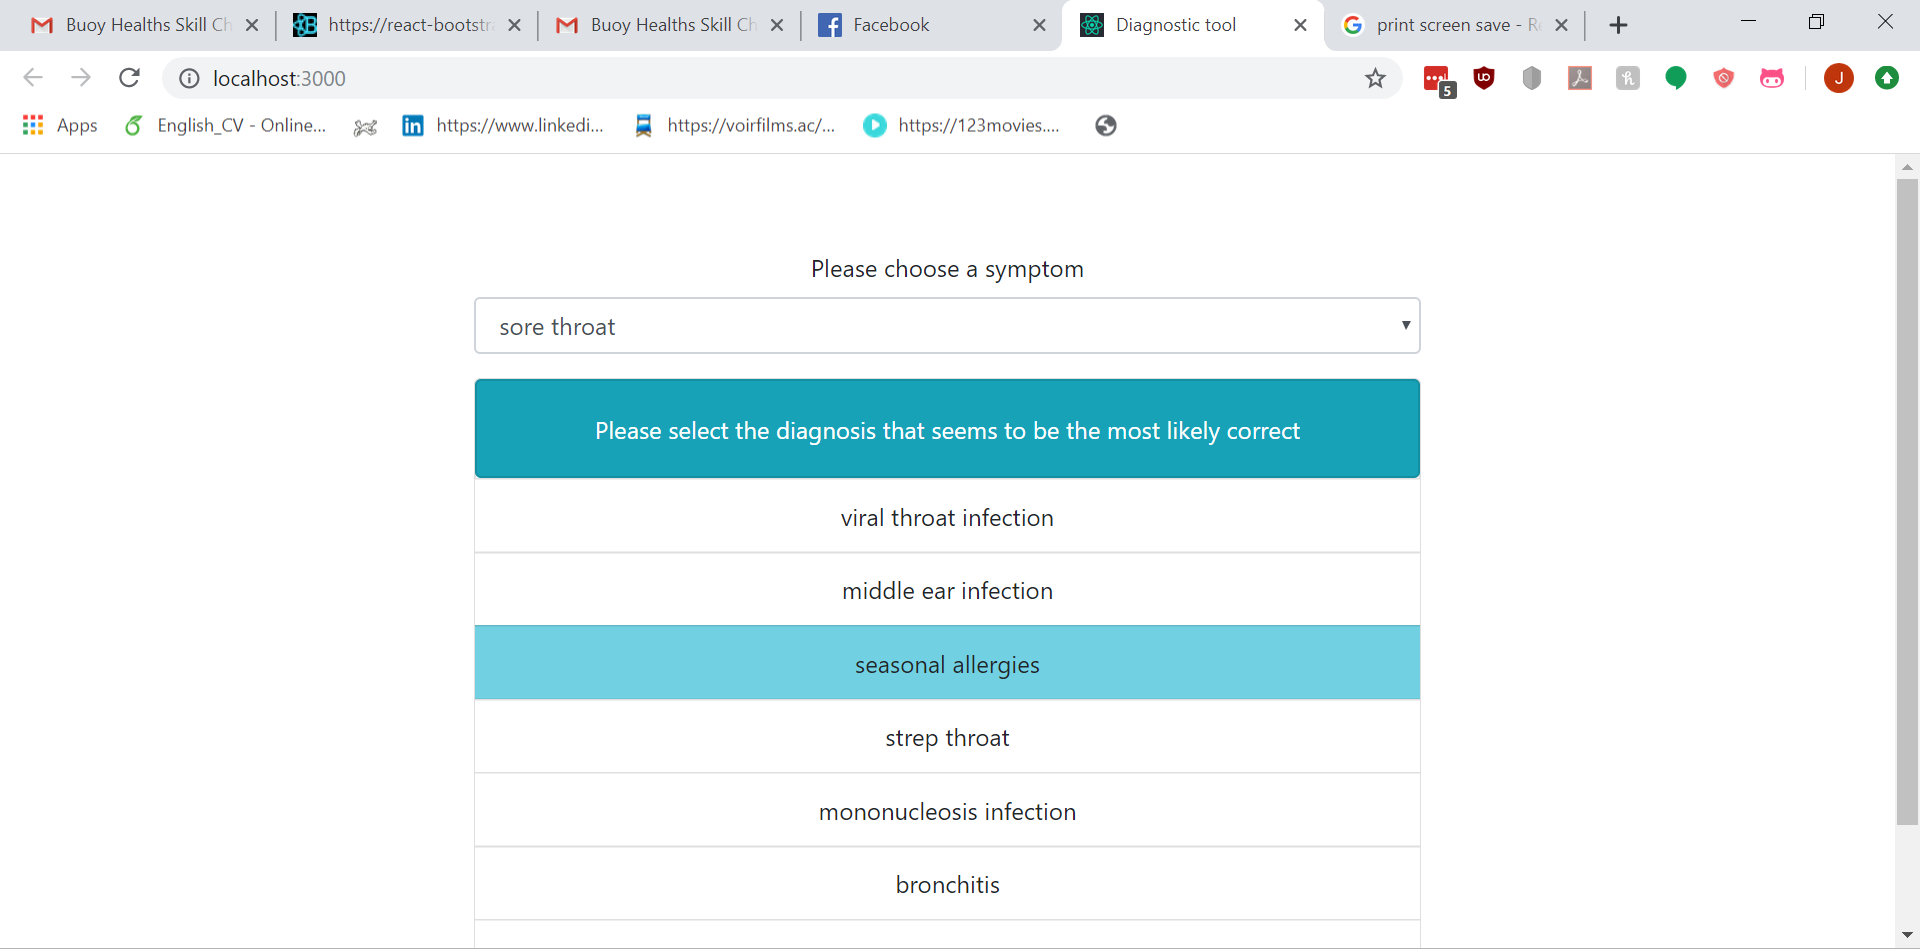 Buoy Healths Skill Ch
https://react-bootstra
Buoy Healths Skill Ch
Facebook
Diagnostic tool
print screen save - Re
localhost:3000
5
J
Apps
English_CV - Online...
https://www.linkedi...
https://voirfilms.ac/...
https://123movies....
Please choose a symptom
sore throat
Please select the diagnosis that seems to be the most likely correct
viral throat infection
middle ear infection
seasonal allergies
strep throat
mononucleosis infection
bronchitis